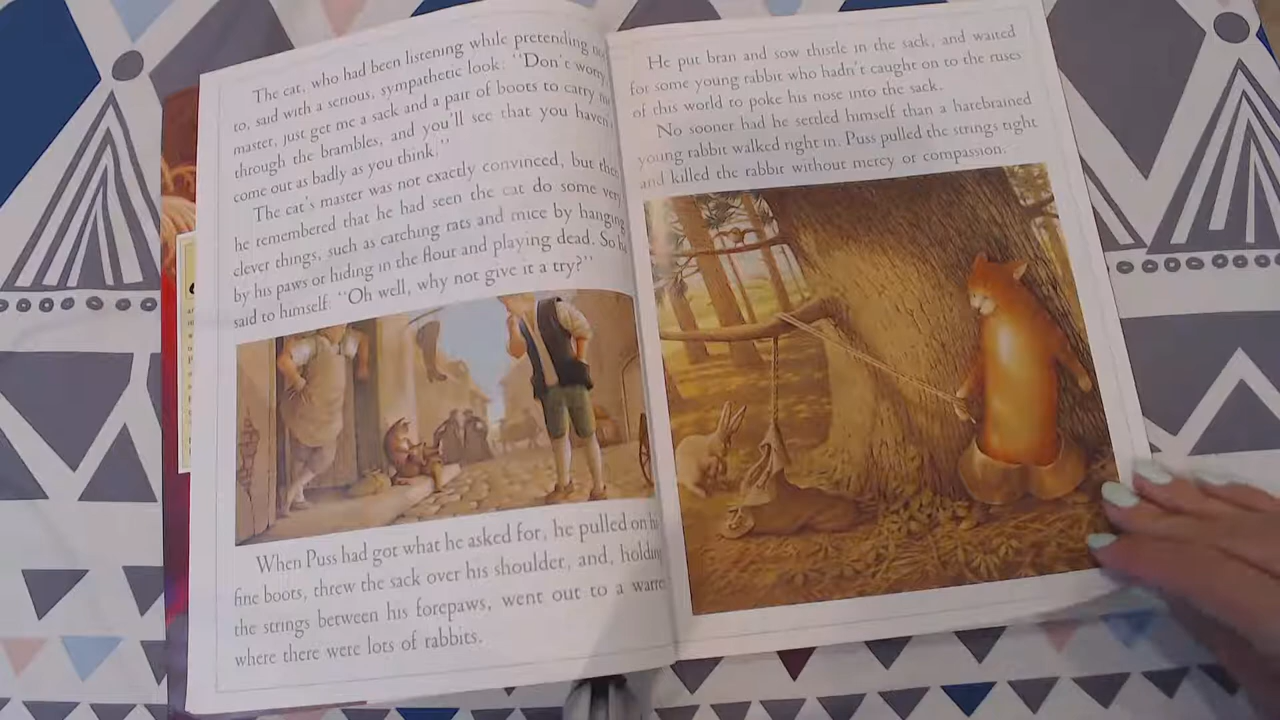 The cat, who had been listening while pretending not
to, said with a serious, sympathetic look: "Don't worry,
master, just get me a sack and a pair of boots to carry me
through the brambles, and you'll see that you haven't
come out as badly as you think."
The cat's master was not exactly convinced, but then
he remembered that he had seen the cat do some very
clever things, such as catching rats and mice by hanging
by his paws or hiding in the flour and playing dead. So he
said to himself: "Oh well, why not give it a try?"
When Puss had got what he asked for, he pulled on his
fine boots, threw the sack over his shoulder, and, holding
the strings between his forepaws, went out to a warren
where there were lots of rabbits.
He put bran and sow thistle in the sack, and waited
for some young rabbit who hadn't caught on to the ruses
of this world to poke his nose into the sack.
No sooner had he settled himself than a harebrained
young rabbit walked right in. Puss pulled the strings tight
and killed the rabbit without mercy or compassion.